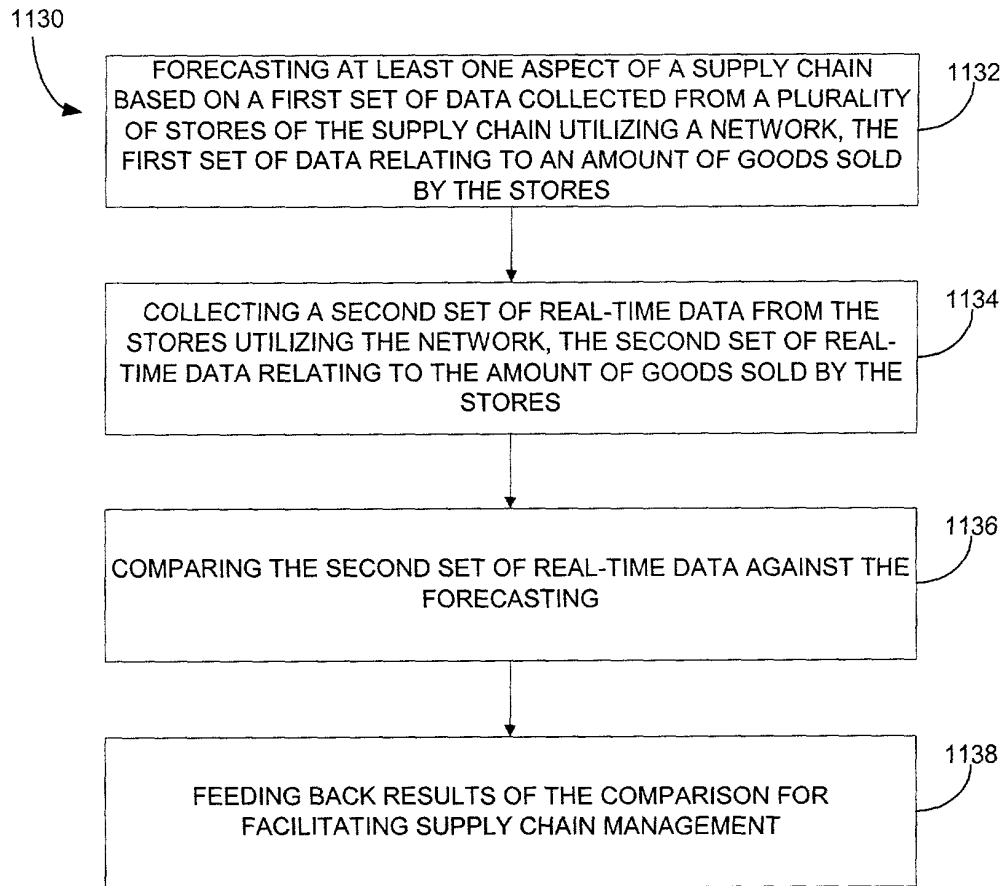 1130
FORECASTING AT LEAST ONE ASPECT OF A SUPPLY CHAIN
BASED ON A FIRST SET OF DATA COLLECTED FROM A PLURALITY
OF STORES OF THE SUPPLY CHAIN UTILIZING A NETWORK, THE
FIRST SET OF DATA RELATING TO AN AMOUNT OF GOODS SOLD
BY THE STORES
1132
COLLECTING A SECOND SET OF REAL-TIME DATA FROM THE
STORES UTILIZING THE NETWORK, THE SECOND SET OF REAL-
TIME DATA RELATING TO THE AMOUNT OF GOODS SOLD BY THE
STORES
1134
COMPARING THE SECOND SET OF REAL-TIME DATA AGAINST THE
FORECASTING
1136
FEEDING BACK RESULTS OF THE COMPARISON FOR
FACILITATING SUPPLY CHAIN MANAGEMENT
1138